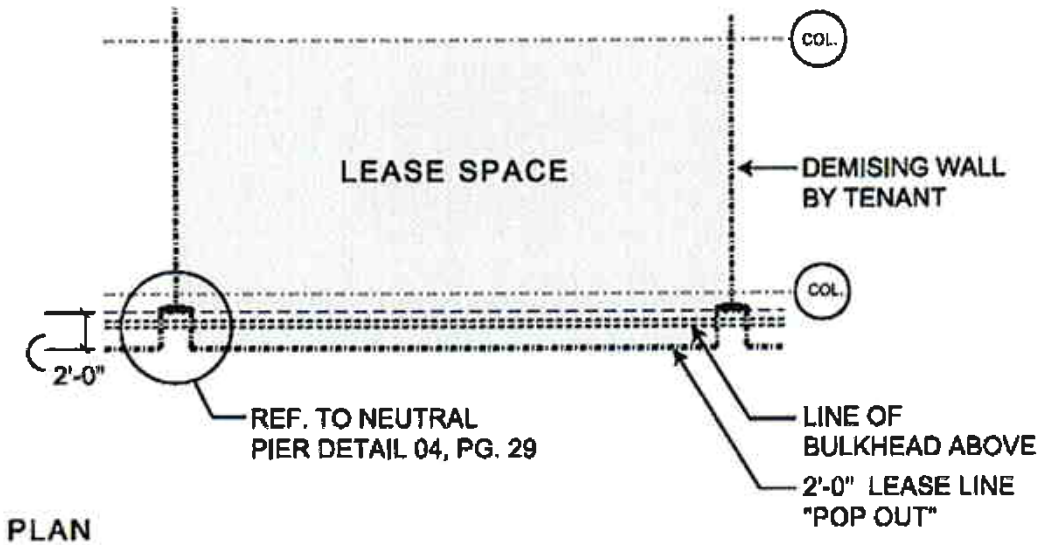 COL.
LEASE SPACE
DEMISING WALL
BY TENANT
COL.
2'-0"
REF. TO NEUTRAL
PIER DETAIL 04, PG. 29
LINE OF
BULKHEAD ABOVE
2'-0" LEASE LINE
"POP OUT"
PLAN